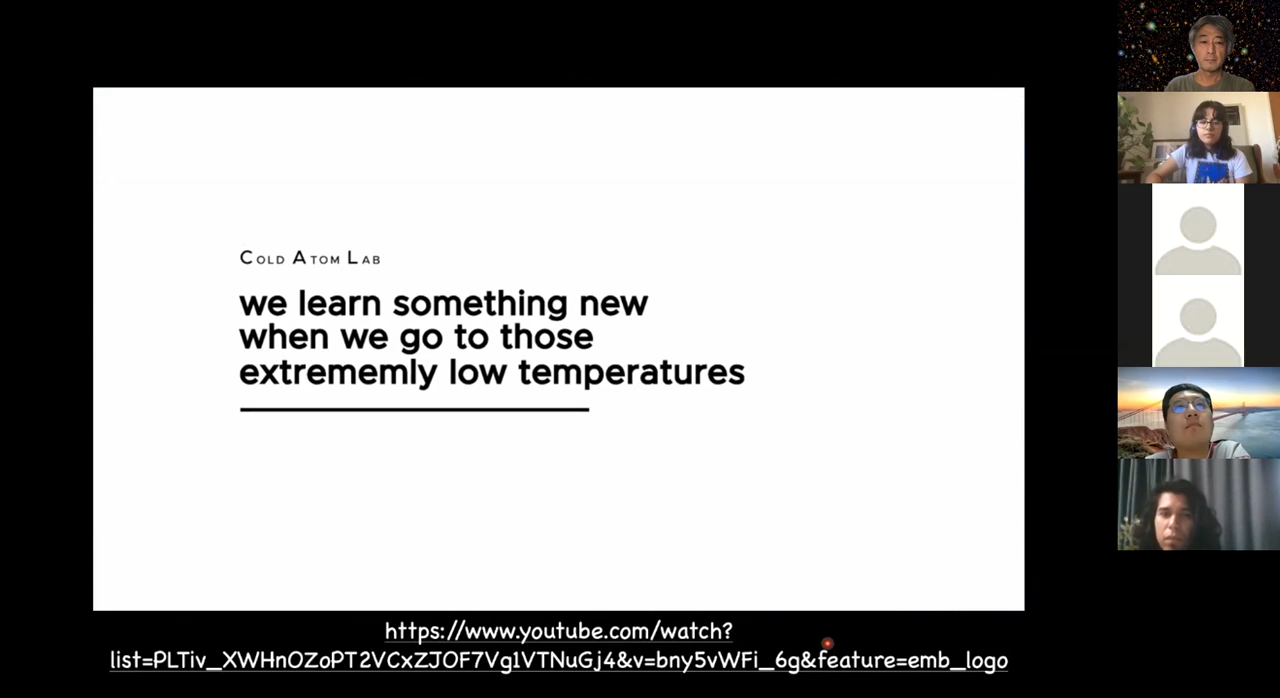 Cold Atom Lab
we learn something new
when we go to those
extrememly low temperatures
https://www.youtube.com/watch?
list=PLTiv_XWHnOZoPT2VCxZJOF7Vg1VTNuGj4&v=bny5vWFi_6g&feature=emb_logo